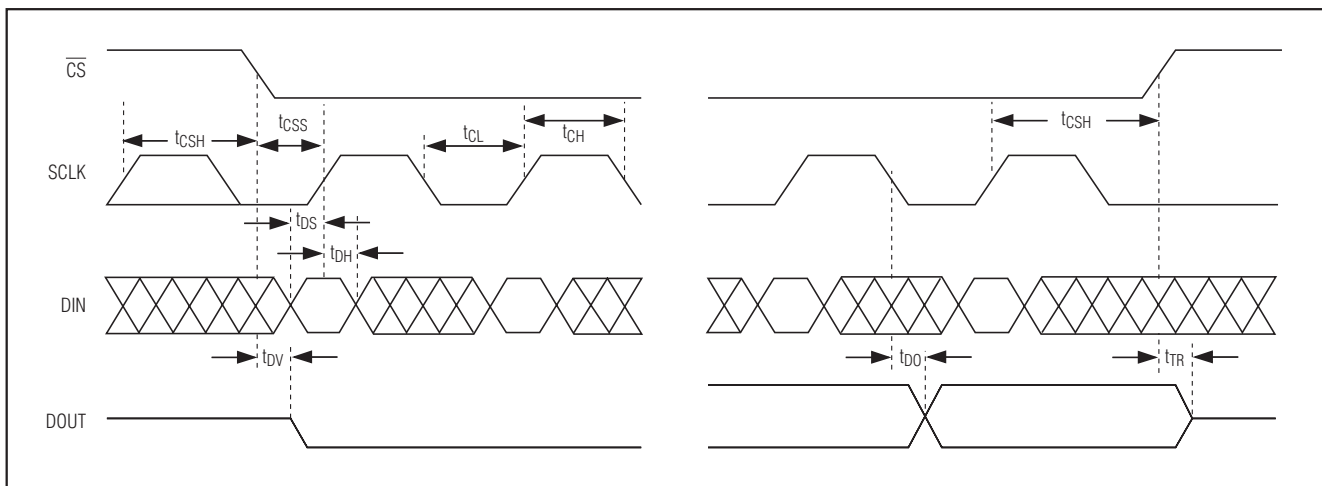 CS
tCSH
tCSS
tCL
tCH
tCSH
SCLK
tDS
tDH
DIN
tDV
tDO
tTR
DOUT